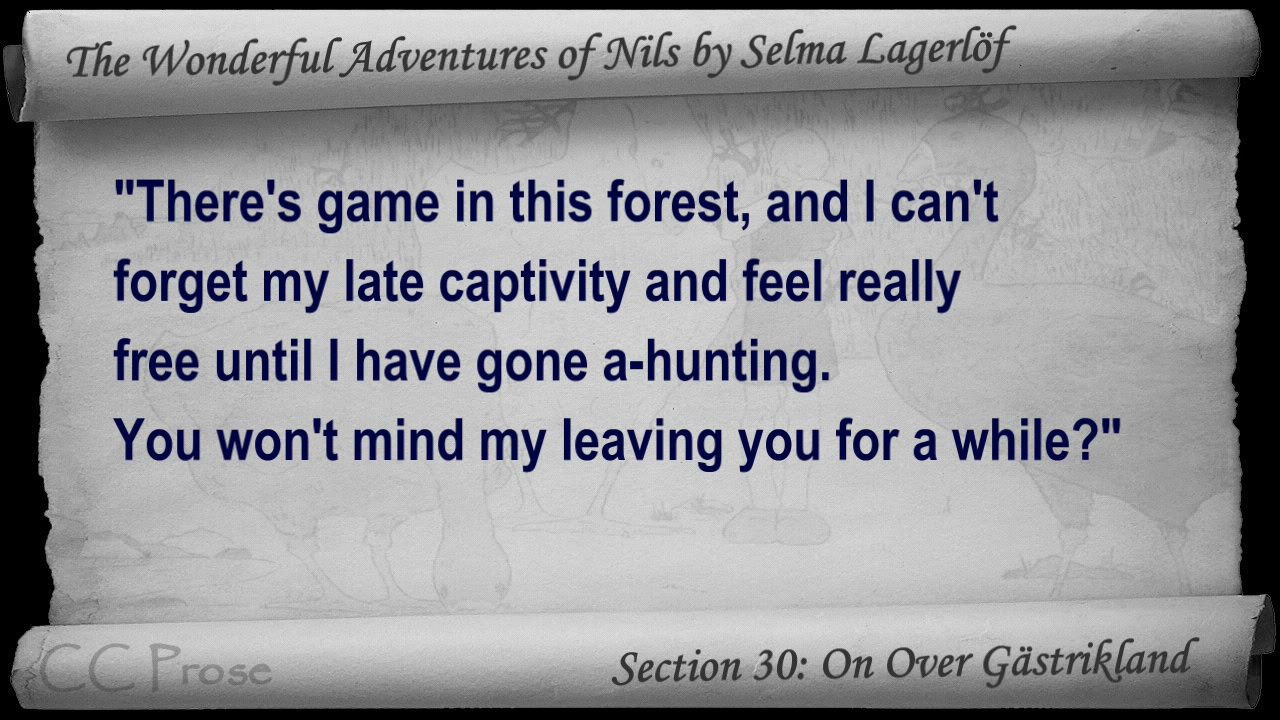 The Wonderful Adventures of Nils by Selma Lagerlöf
"There's game in this forest, and I can't
forget my late captivity and feel really
free until I have gone a-hunting.
You won't mind my leaving you for a while?"
CC Prose
Section 30: On Over Gästrikland